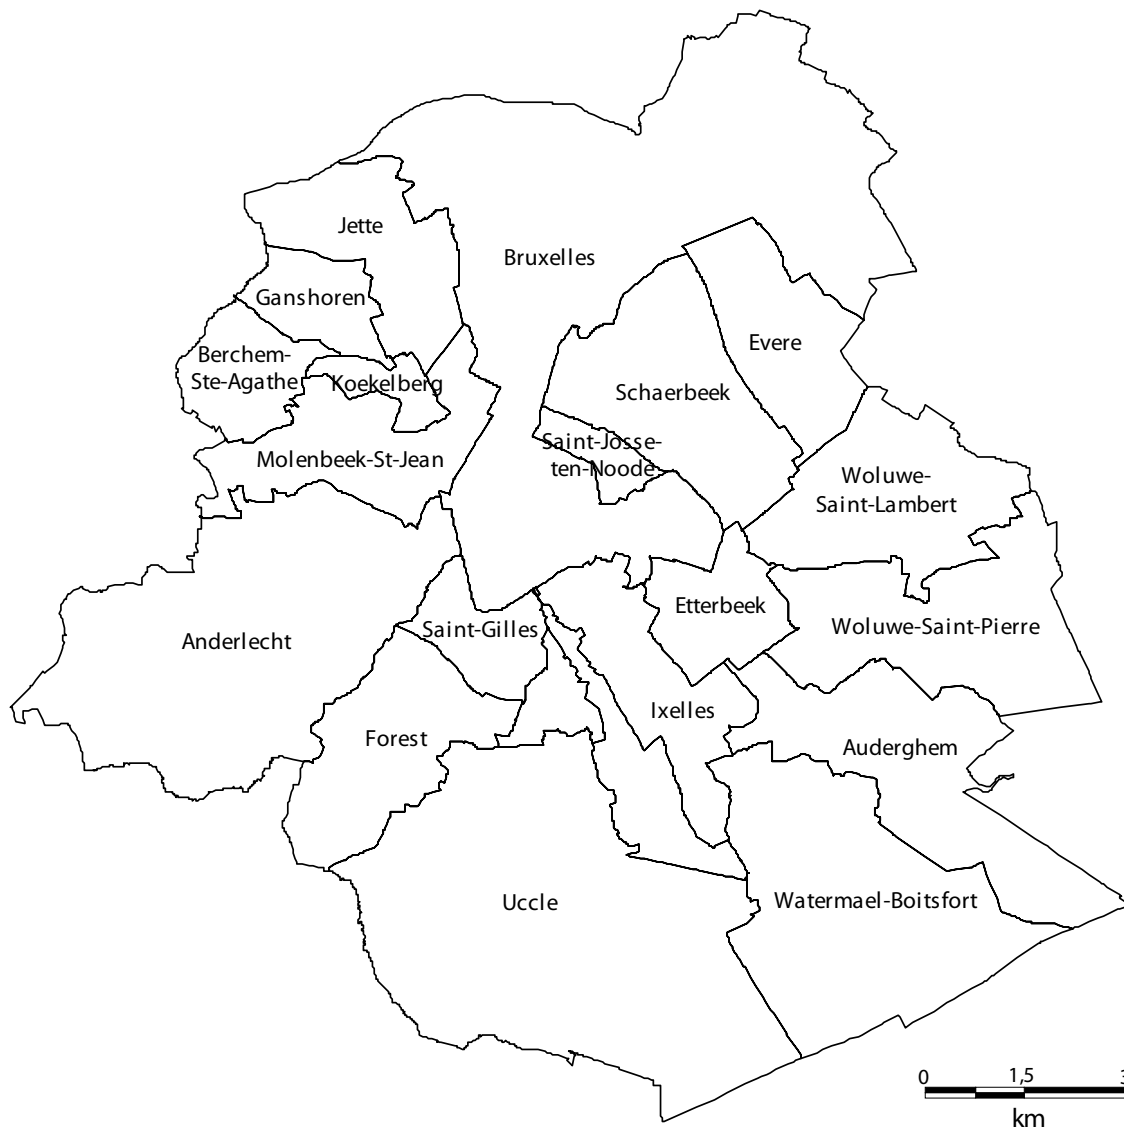 Jette
Bruxelles
Ganshoren
Evere
Berchem-
Ste-Agathe
Koekelberg
Schaerbeek
Saint-Josse-
ten-Noode
Molenbeek-St-Jean
Woluwe-
Saint-Lambert
Etterbeek
Saint-Gilles
Woluwe-Saint-Pierre
Anderlecht
Ixelles
Forest
Auderghem
Uccle
Watermael-Boitsfort
0 1,5 3
km